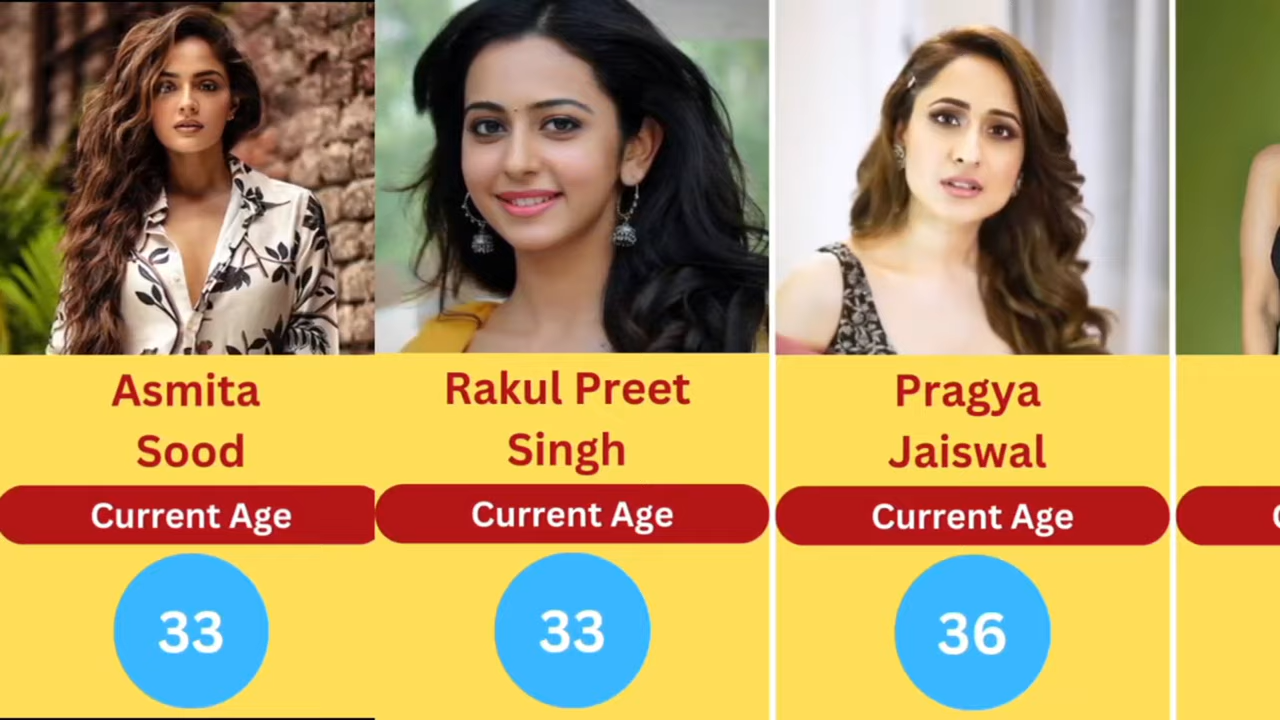 Asmita
Sood
Current Age
33
Rakul Preet
Singh
Current Age
33
Pragya
Jaiswal
Current Age
36